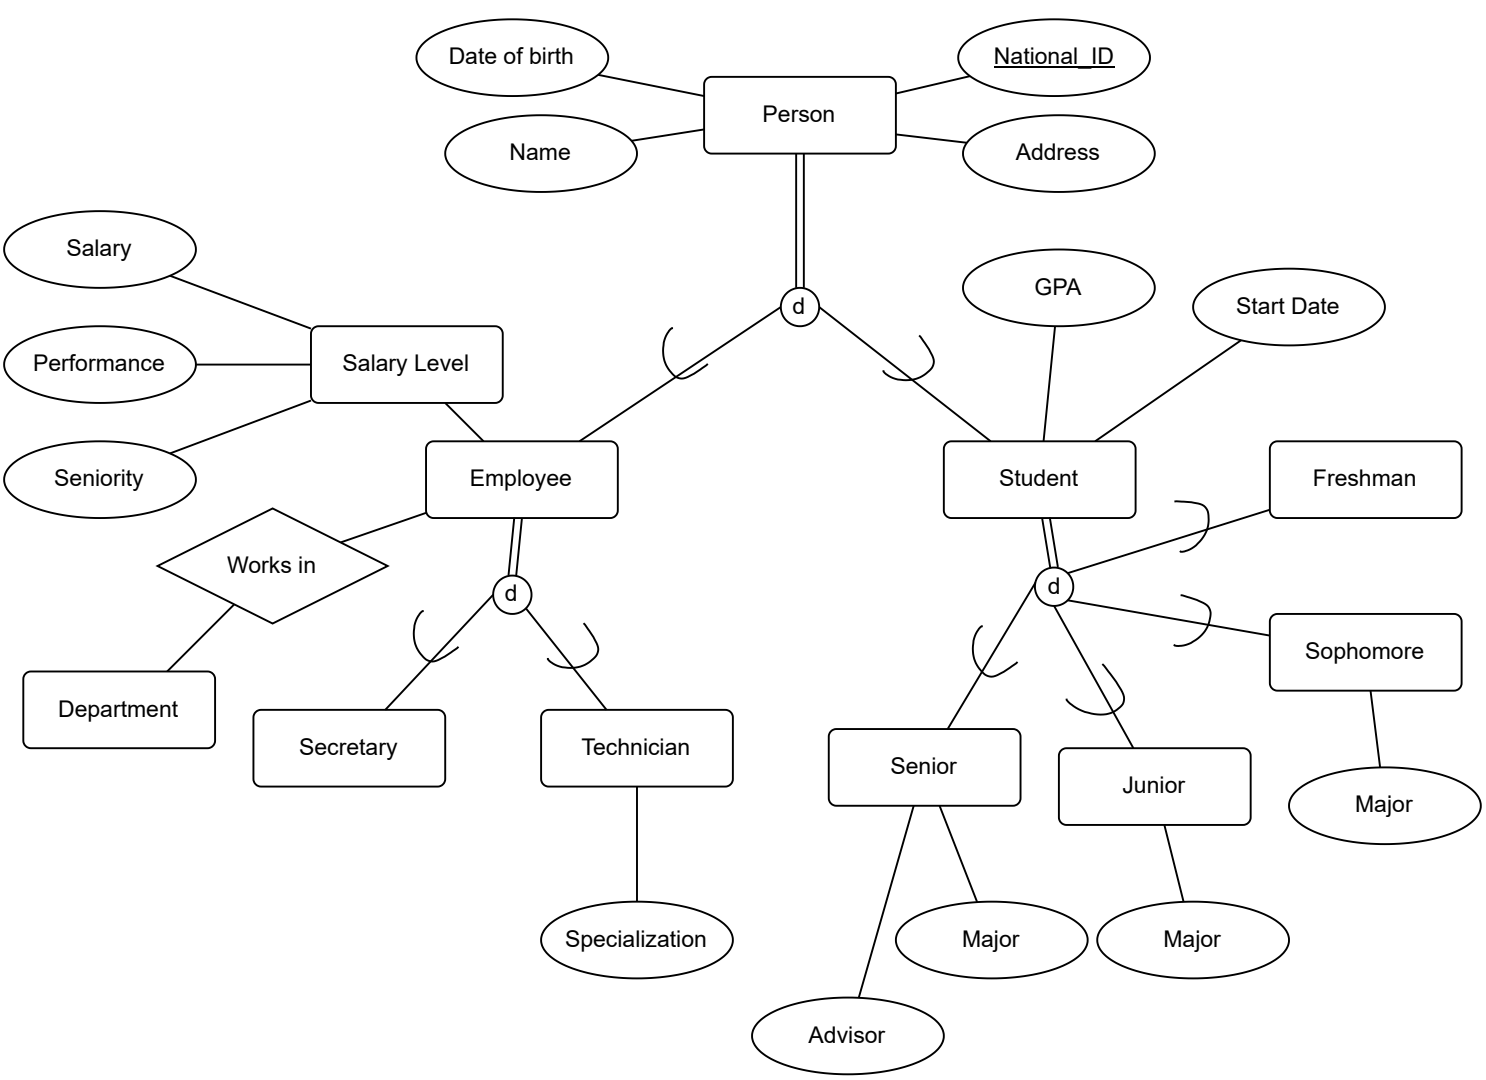 Date of birth
National_ID
Person
Name
Address
Salary
GPA
Start Date
d
Performance
Salary Level
Seniority
Employee
Student
Freshman
Works in
d
d
Sophomore
Department
Secretary
Technician
Senior
Junior
Major
Specialization
Major
Major
Advisor